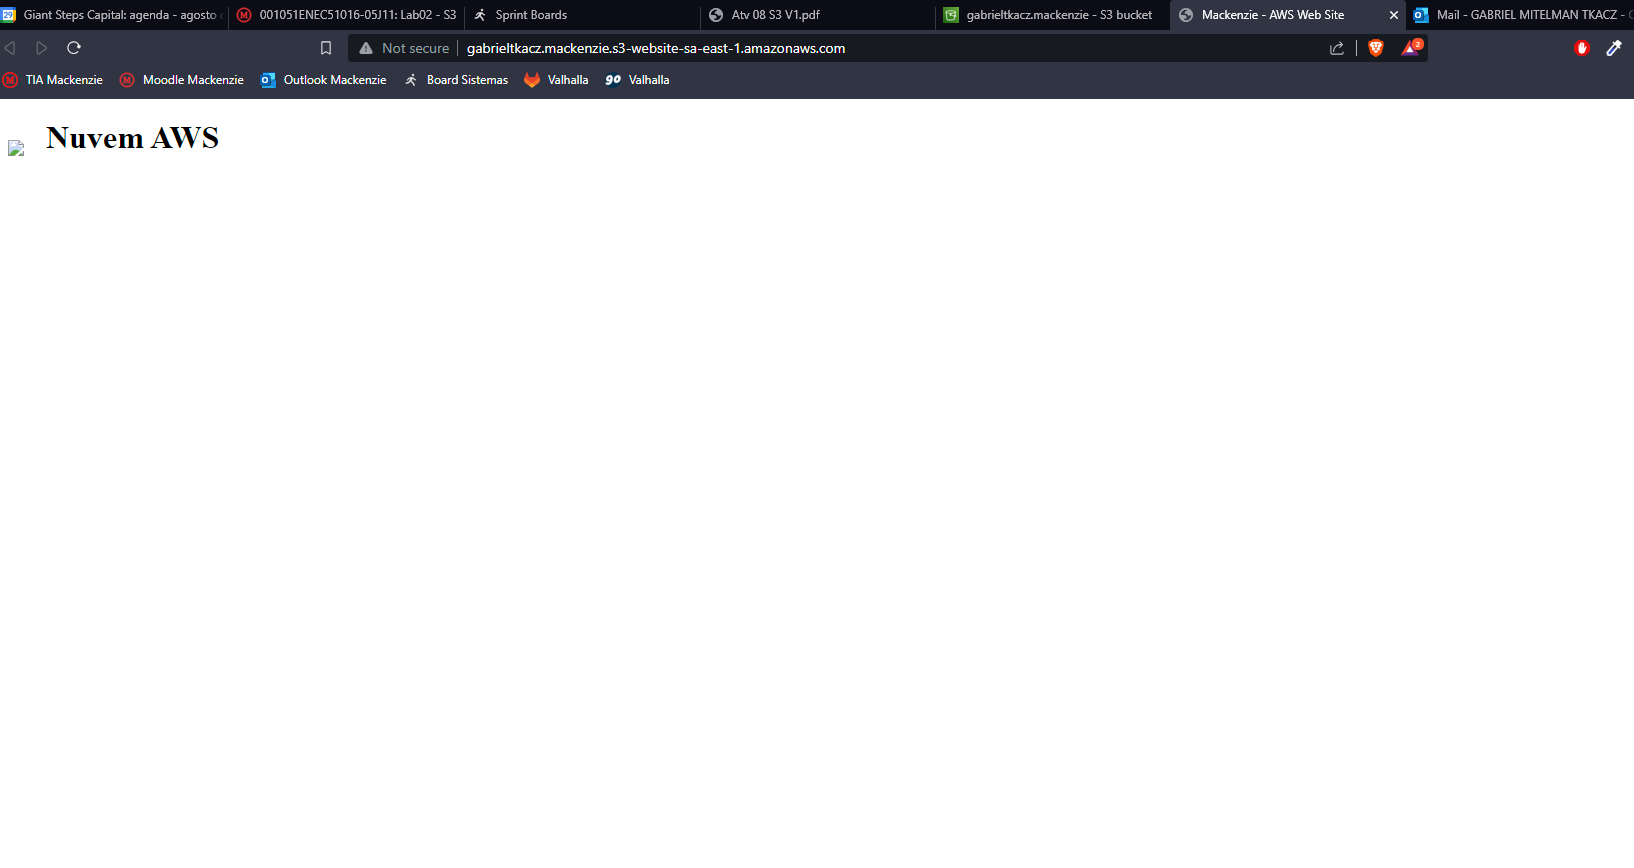 Giant Steps Capital: agenda - agosto
001051ENEC51016-05J11: Lab02 - S3
Sprint Boards
Atv 08 S3 V1.pdf
gabrieltkacz.mackenzie - S3 bucket
Mackenzie - AWS Web Site
Mail - GABRIEL MITELMAN TKACZ -
Not secure
gabrieltkacz.mackenzie.s3-website-sa-east-1.amazonaws.com
2
TIA Mackenzie
Moodle Mackenzie
Outlook Mackenzie
Board Sistemas
Valhalla
Valhalla
Nuvem AWS